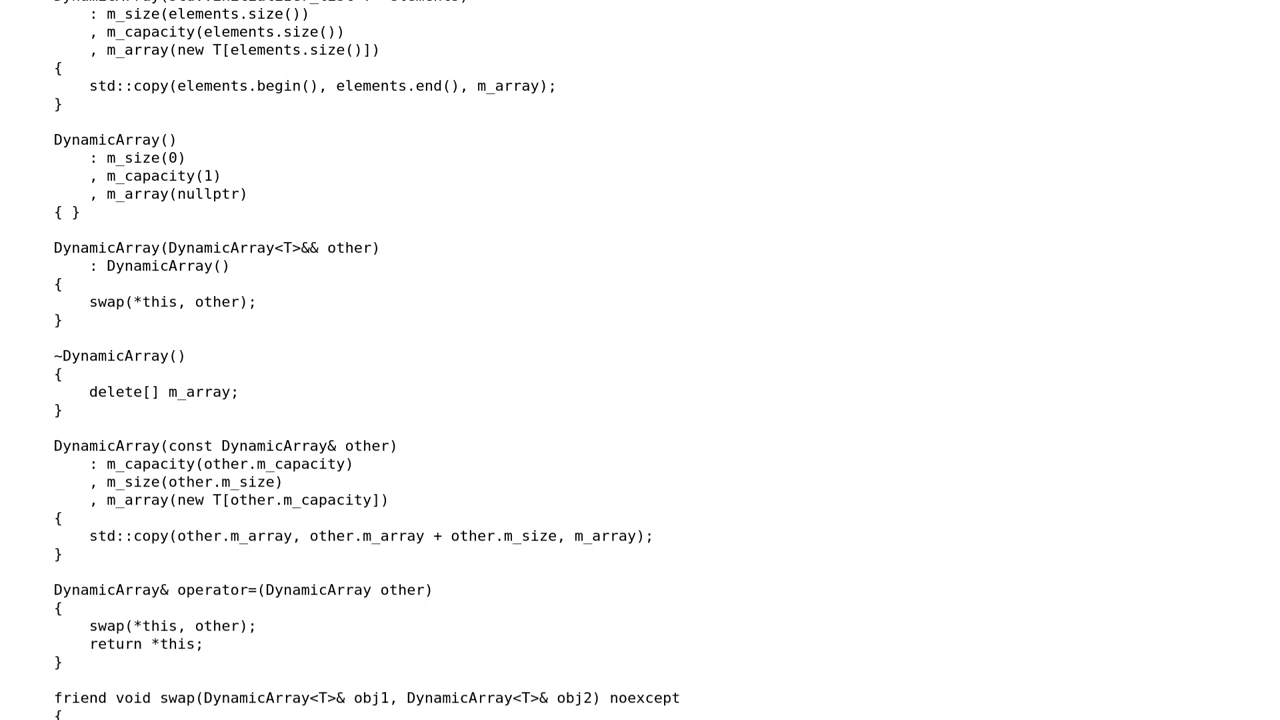 : m_size(elements.size())
, m_capacity(elements.size())
, m_array(new T[elements.size()])
{
std::copy(elements.begin(), elements.end(), m_array);
}
DynamicArray()
: m_size(0)
, m_capacity(1)
, m_array(nullptr)
{ }
DynamicArray(DynamicArray<T>&& other)
: DynamicArray()
{
swap(*this, other);
}
~DynamicArray()
{
delete[] m_array;
}
DynamicArray(const DynamicArray& other)
: m_capacity(other.m_capacity)
, m_size(other.m_size)
, m_array(new T[other.m_capacity])
{
std::copy(other.m_array, other.m_array + other.m_size, m_array);
}
DynamicArray& operator=(DynamicArray other)
{
swap(*this, other);
return *this;
}
friend void swap(DynamicArray<T>& obj1, DynamicArray<T>& obj2) noexcept
{